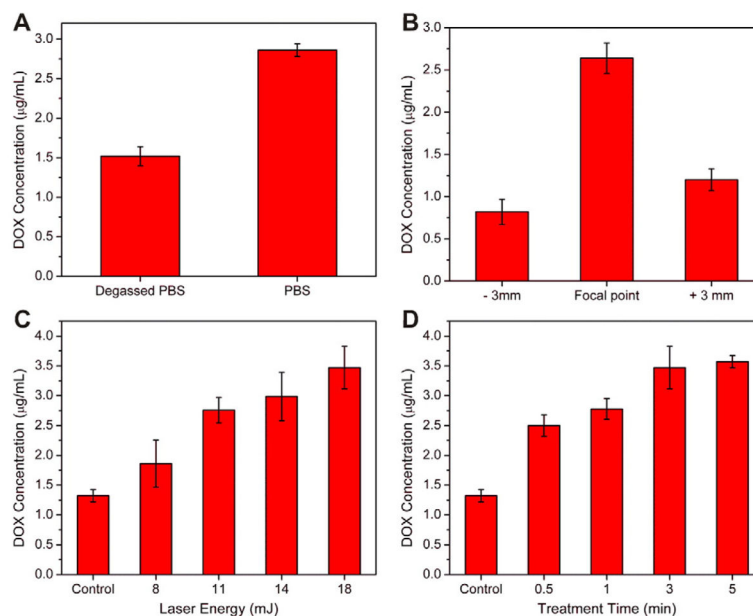 A
DOX Concentration (μg/mL)
3.0
2.5
2.0
1.5
1.0
0.5
0.0
Degassed PBS PBS
B
DOX Concentration (μg/mL)
3.0
2.5
2.0
1.5
1.0
0.5
0.0
- 3mm Focal point + 3 mm
C
DOX Concentration (μg/mL)
4.0
3.5
3.0
2.5
2.0
1.5
1.0
0.5
0.0
Control 8 11 14 18
Laser Energy (mJ)
D
DOX Concentration (μg/mL)
4.0
3.5
3.0
2.5
2.0
1.5
1.0
0.5
0.0
Control 0.5 1 3 5
Treatment Time (min)